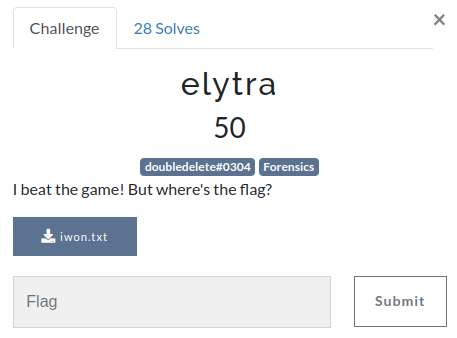 Challenge
28 Solves
×
elytra
50
doubledelete#0304 Forensics
I beat the game! But where's the flag?
iwon.txt
Flag
Submit